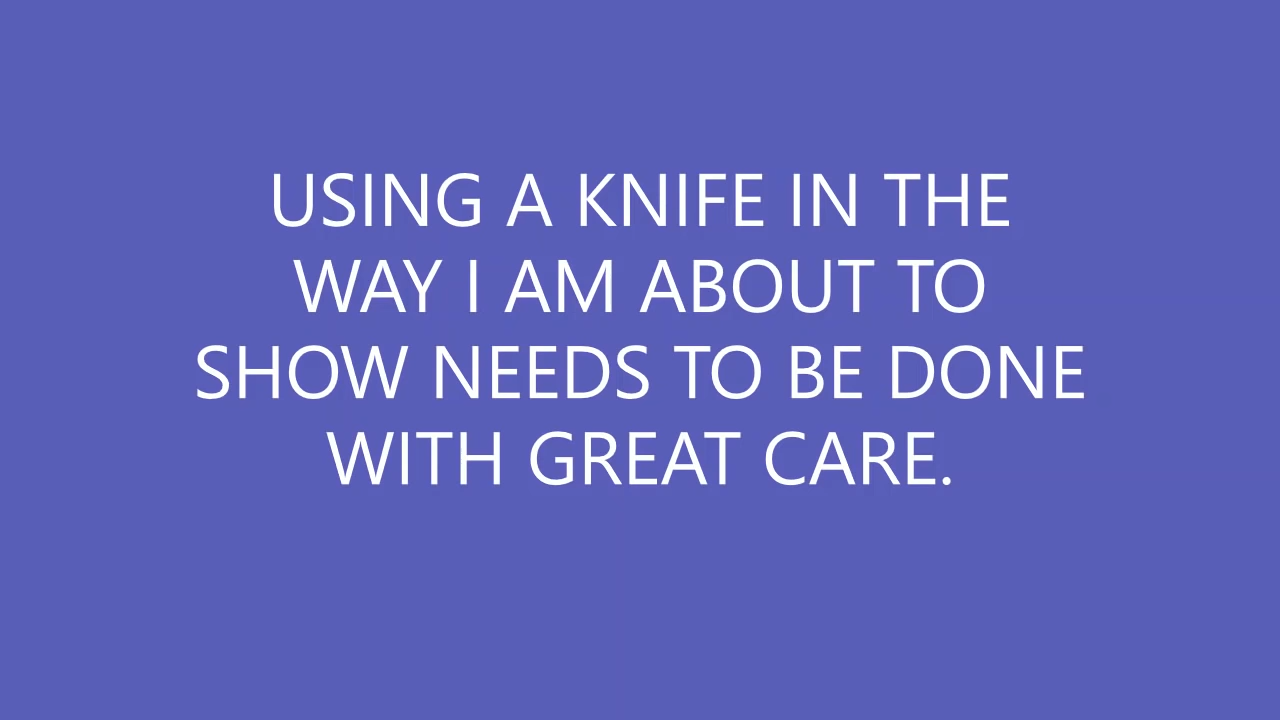 USING A KNIFE IN THE
WAY I AM ABOUT TO
SHOW NEEDS TO BE DONE
WITH GREAT CARE.